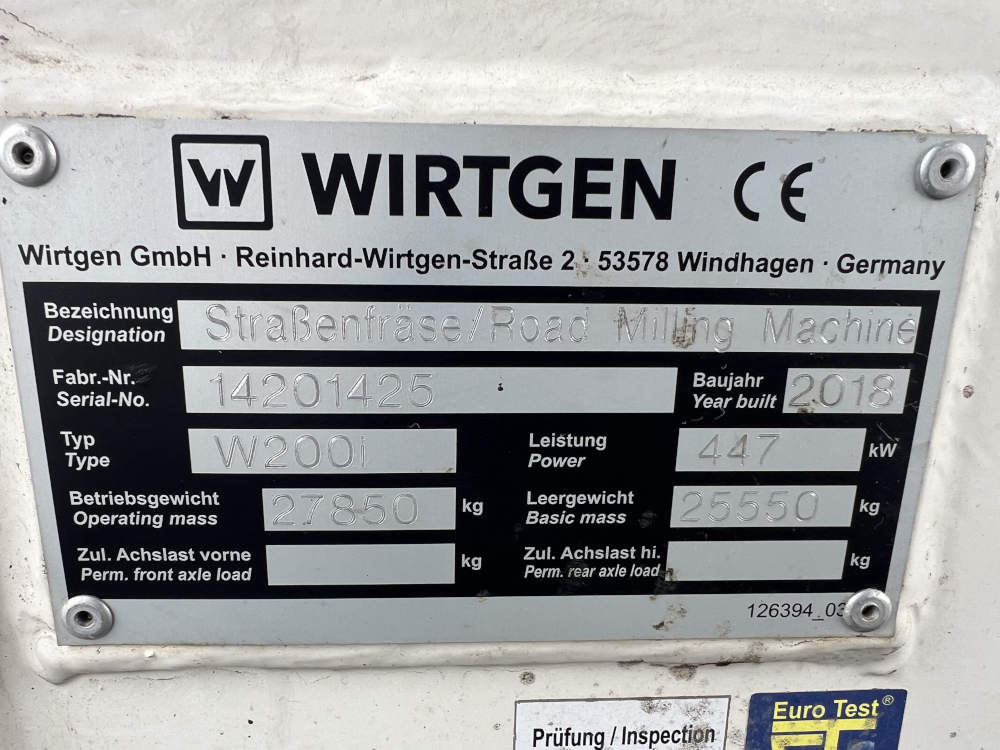 W WIRTGEN CE
Wirtgen GmbH · Reinhard-Wirtgen-Straße 2 · 53578 Windhagen · Germany
Bezeichnung
Designation
Straßenfräse/Road Milling Machine
Fabr.-Nr.
Serial-No.
14201425
Baujahr
Year built
2018
Typ
Type
W200i
Leistung
Power
447 kW
Betriebsgewicht
Operating mass
27850 kg
Leergewicht
Basic mass
25550 kg
Zul. Achslast vorne
Perm. front axle load
kg
Zul. Achslast hi.
Perm. rear axle load
kg
126394_03
Prüfung / Inspection
Euro Test®